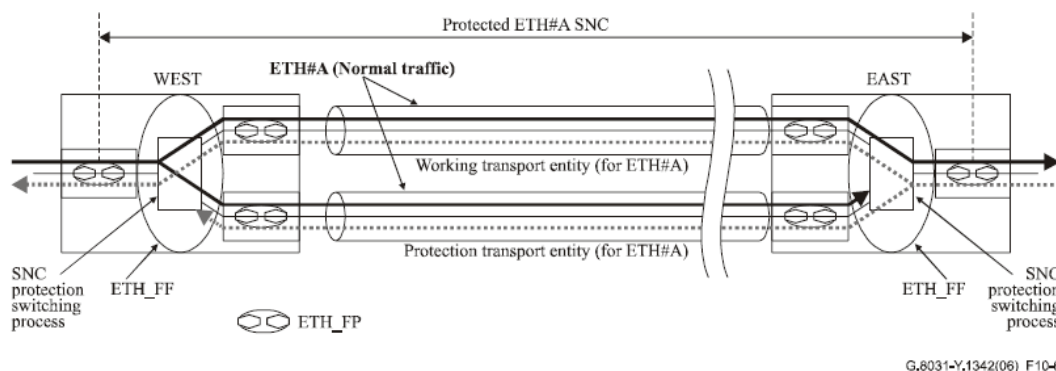 Protected ETH#A SNC
ETH#A (Normal traffic)
WEST
EAST
Working transport entity (for ETH#A)
Protection transport entity (for ETH#A)
SNC
protection
switching
process
ETH_FF
ETH_FF
SNC
protection
switching
process
ETH_FP
G.8031-Y.1342(06)_F10-